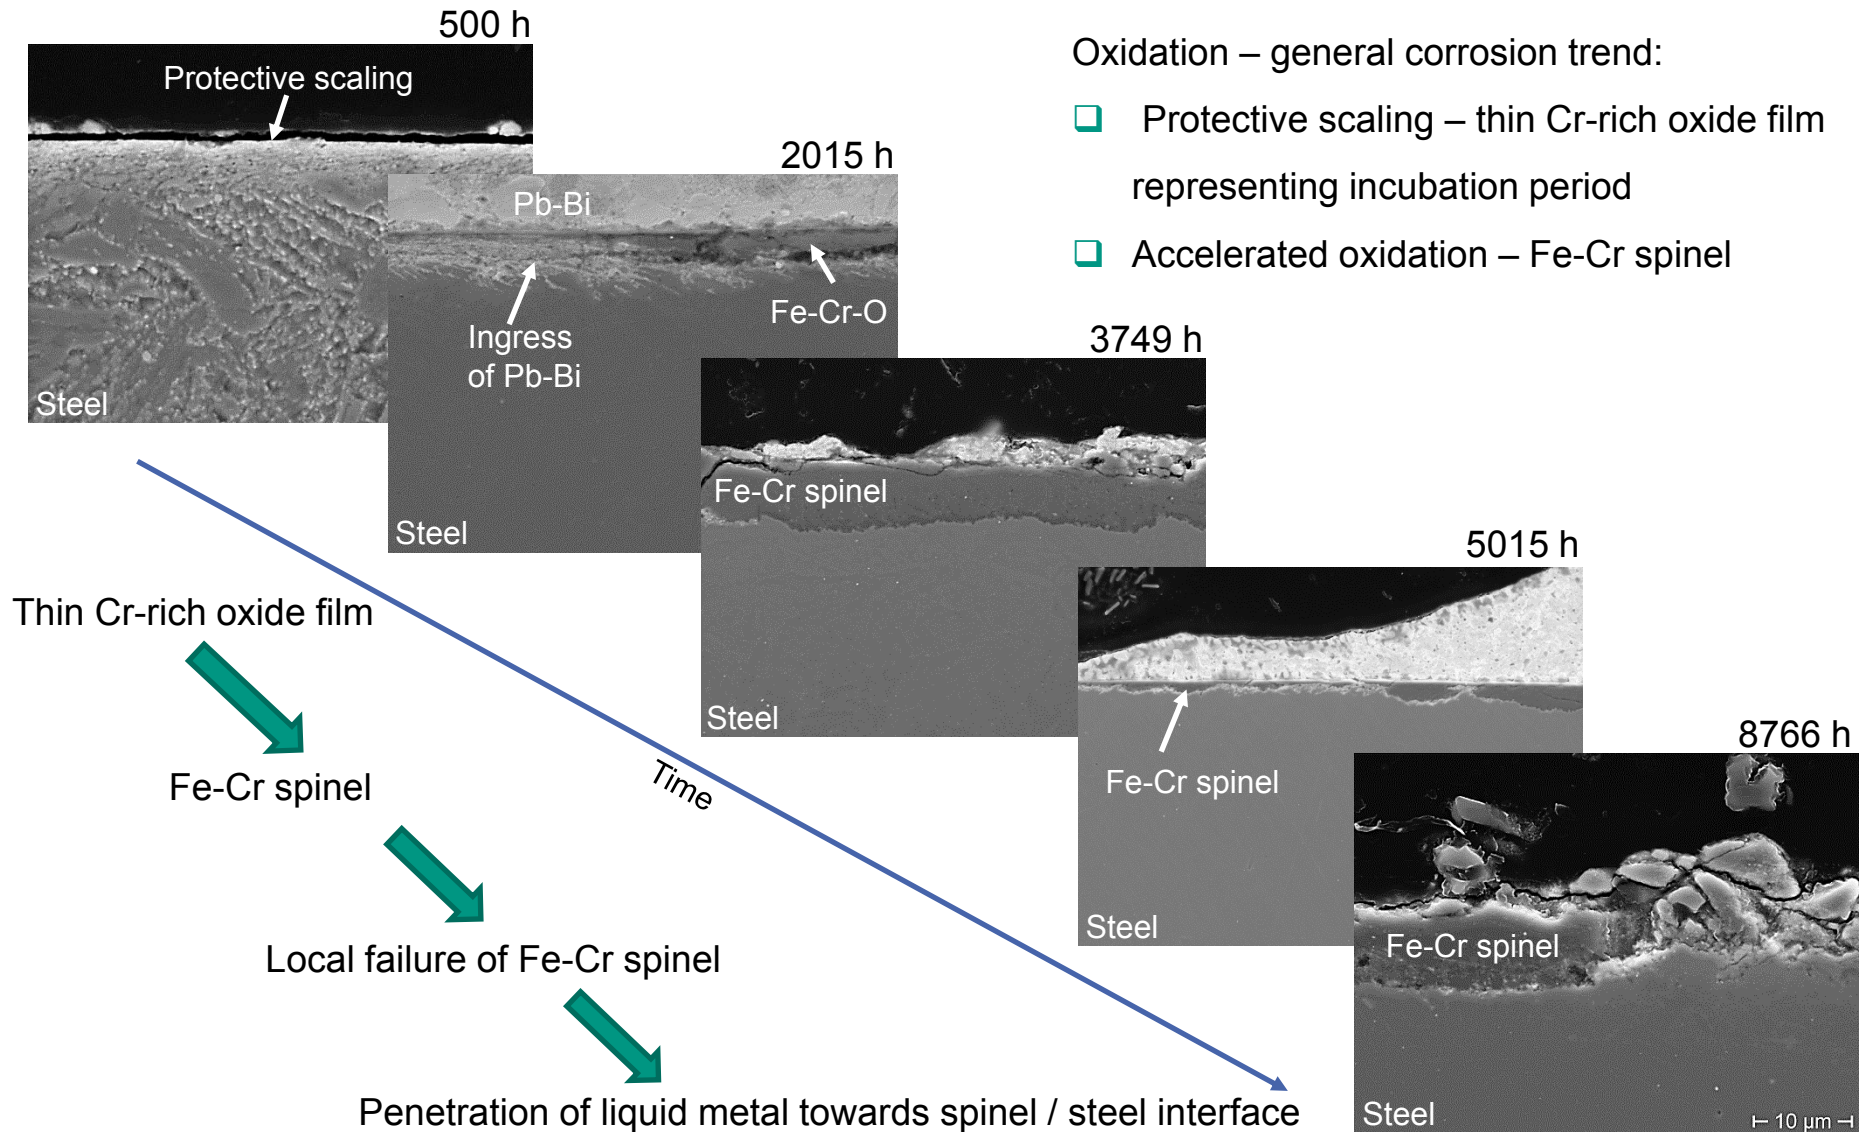 500 h
Protective scaling
Steel
2015 h
Pb-Bi
Fe-Cr-O
Ingress
of Pb-Bi
Steel
Oxidation – general corrosion trend:
Protective scaling – thin Cr-rich oxide film
representing incubation period
Accelerated oxidation – Fe-Cr spinel
3749 h
Fe-Cr spinel
Steel
5015 h
Fe-Cr spinel
Steel
8766 h
Fe-Cr spinel
Steel
10 µm
Time
Thin Cr-rich oxide film
Fe-Cr spinel
Local failure of Fe-Cr spinel
Penetration of liquid metal towards spinel / steel interface